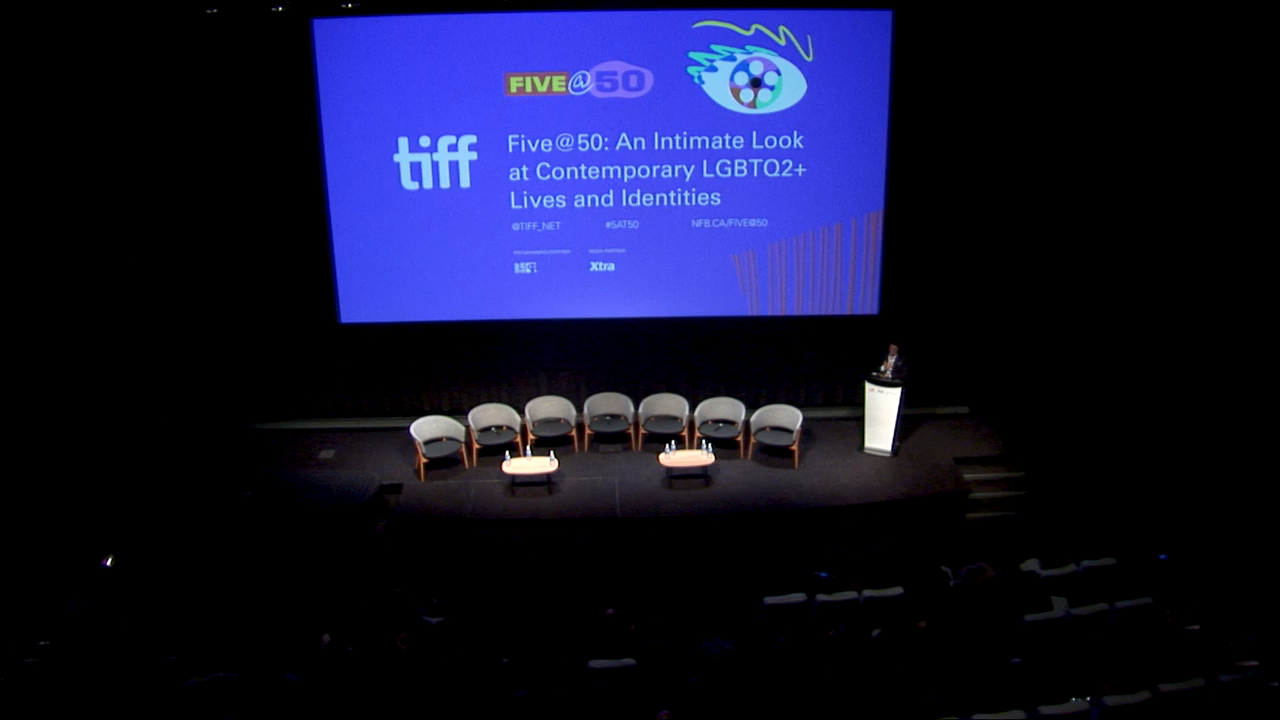 FIVE@50
tiff
Five@50: An Intimate Look
at Contemporary LGBTQ2+
Lives and Identities
@TIFF_NET #5AT50 NFB.CA/FIVE@50
Xtra